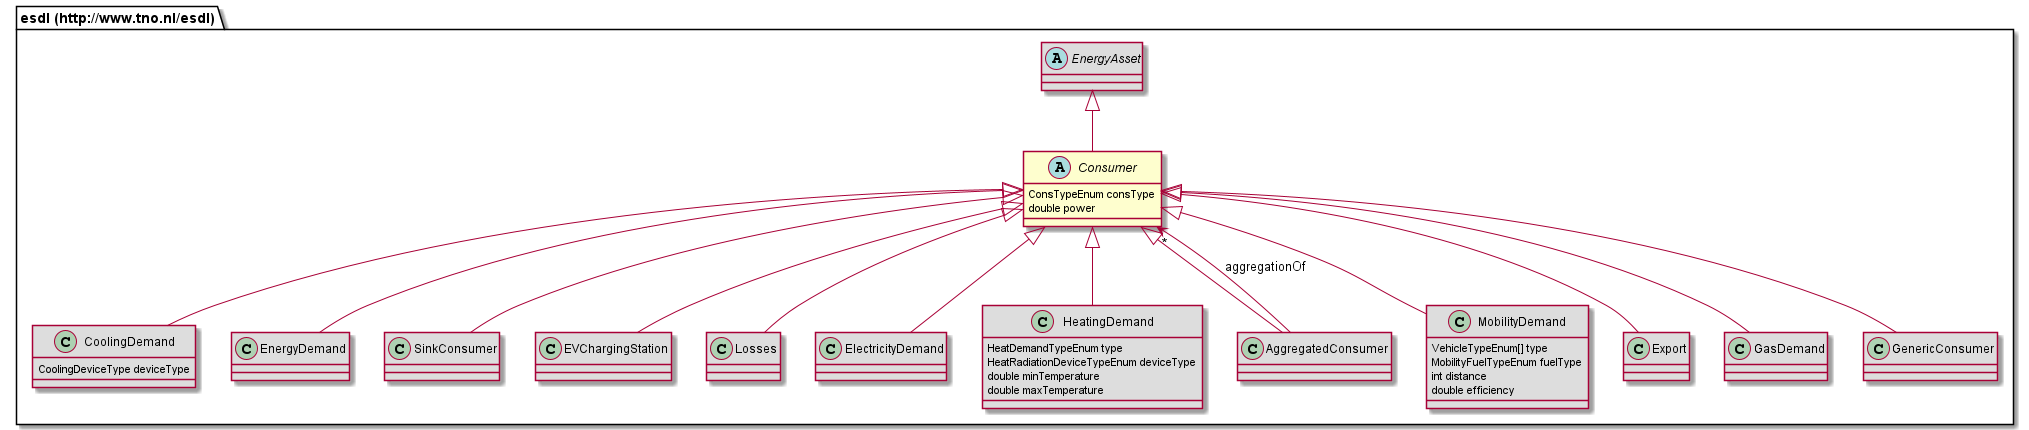 esdl (http://www.tno.nl/esdl)
A EnergyAsset
A Consumer
ConsTypeEnum consType
double power
*
aggregationOf
C CoolingDemand
CoolingDeviceType deviceType
C EnergyDemand
C SinkConsumer
C EVChargingStation
C Losses
C ElectricityDemand
C HeatingDemand
HeatDemandTypeEnum type
HeatRadiationDeviceTypeEnum deviceType
double minTemperature
double maxTemperature
C AggregatedConsumer
C MobilityDemand
VehicleTypeEnum[] type
MobilityFuelTypeEnum fuelType
int distance
double efficiency
C Export
C GasDemand
C GenericConsumer